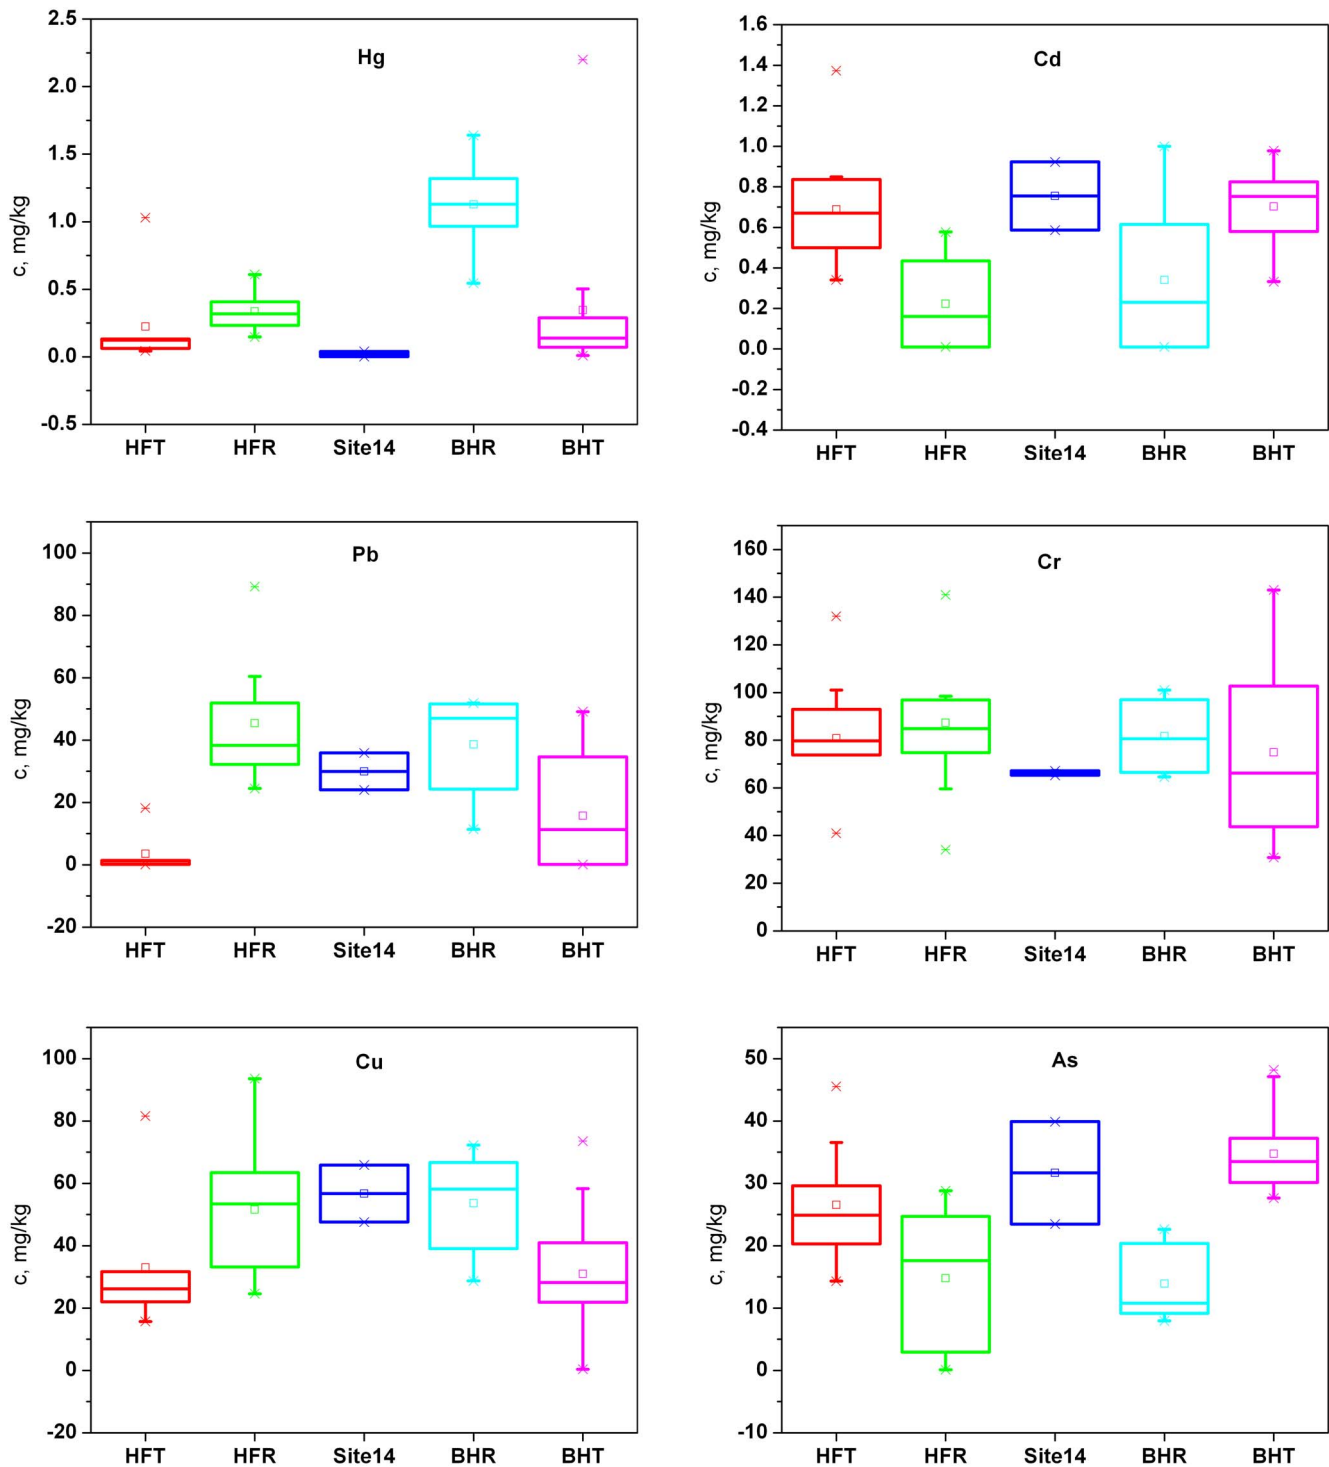 Hg
c, mg/kg
2.5
2.0
1.5
1.0
0.5
0.0
-0.5
HFT HFR Site14 BHR BHT
Cd
c, mg/kg
1.6
1.4
1.2
1.0
0.8
0.6
0.4
0.2
0.0
-0.2
-0.4
HFT HFR Site14 BHR BHT
Pb
c, mg/kg
100
80
60
40
20
0
-20
HFT HFR Site14 BHR BHT
Cr
c, mg/kg
160
140
120
100
80
60
40
20
0
HFT HFR Site14 BHR BHT
Cu
c, mg/kg
100
80
60
40
20
0
-20
HFT HFR Site14 BHR BHT
As
c, mg/kg
50
40
30
20
10
0
-10
HFT HFR Site14 BHR BHT